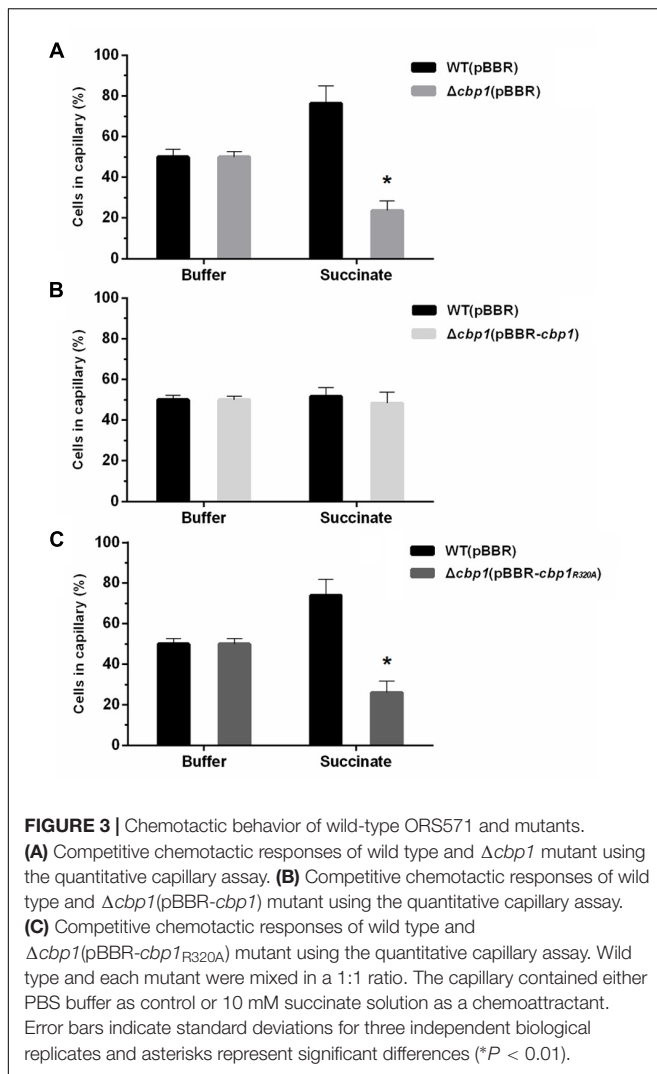 A
100
80
60
40
20
0
Cells in capillary (%)
WT(pBBR)
Δcbp1(pBBR)
*
Buffer
Succinate
B
100
80
60
40
20
0
Cells in capillary (%)
WT(pBBR)
Δcbp1(pBBR-cbp1)
Buffer
Succinate
C
100
80
60
40
20
0
Cells in capillary (%)
WT(pBBR)
Δcbp1(pBBR-cbp1R320A)
*
Buffer
Succinate
FIGURE 3 | Chemotactic behavior of wild-type ORS571 and mutants.
(A) Competitive chemotactic responses of wild type and Δcbp1 mutant using
the quantitative capillary assay. (B) Competitive chemotactic responses of wild
type and Δcbp1(pBBR-cbp1) mutant using the quantitative capillary assay.
(C) Competitive chemotactic responses of wild type and
Δcbp1(pBBR-cbp1R320A) mutant using the quantitative capillary assay. Wild
type and each mutant were mixed in a 1:1 ratio. The capillary contained either
PBS buffer as control or 10 mM succinate solution as a chemoattractant.
Error bars indicate standard deviations for three independent biological
replicates and asterisks represent significant differences (*P < 0.01).